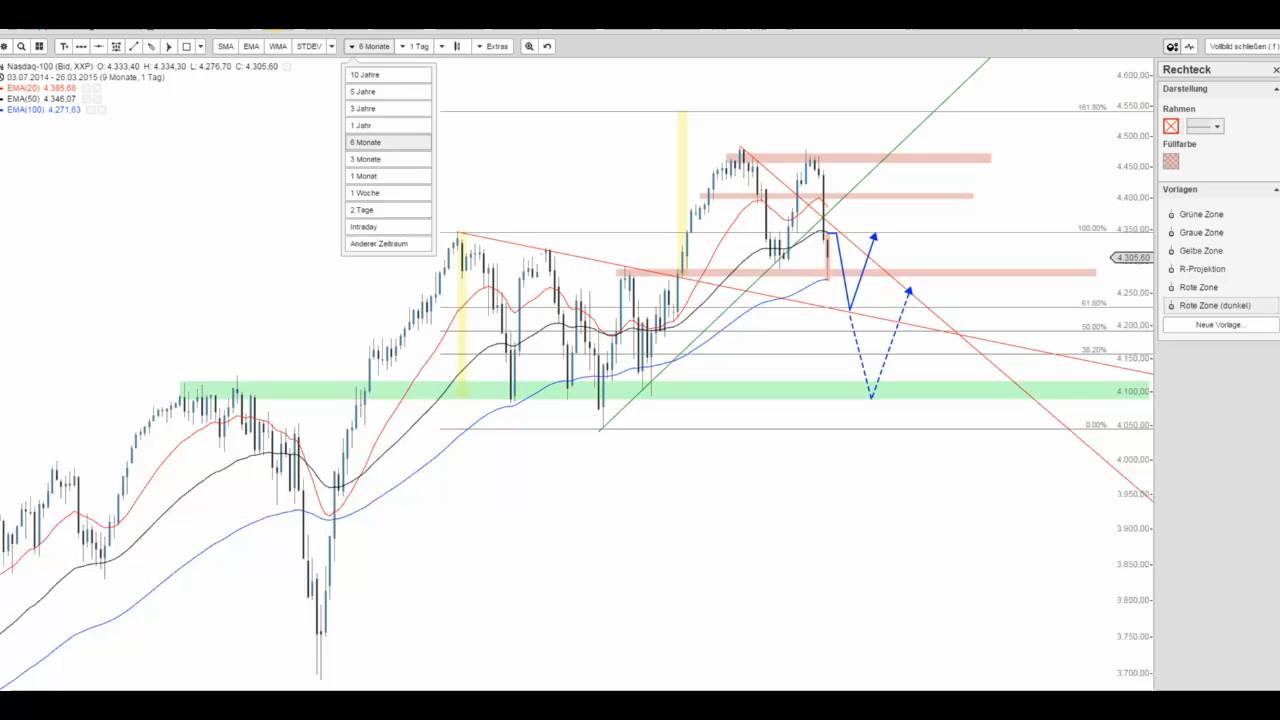 SMA EMA WMA STDEV 6 Monate 1 Tag Extras Vollbild schließen ( f )
Nasdaq-100 (Bid, XXP) O: 4.333,40 H: 4.334,30 L: 4.276,70 C: 4.305,60
03.07.2014 - 26.03.2015 (9 Monate, 1 Tag)
EMA(20) 4.385,68
EMA(50) 4.346,07
EMA(100) 4.271,63
10 Jahre
5 Jahre
3 Jahre
1 Jahr
6 Monate
3 Monate
1 Monat
1 Woche
2 Tage
Intraday
Anderer Zeitraum
161.80%
100.00%
61.80%
50.00%
38.20%
0.00%
4.600,00
4.550,00
4.500,00
4.450,00
4.400,00
4.350,00
4.305,60
4.250,00
4.200,00
4.150,00
4.100,00
4.050,00
4.000,00
3.950,00
3.900,00
3.850,00
3.800,00
3.750,00
3.700,00
Rechteck
Darstellung
Rahmen
Füllfarbe
Vorlagen
Grüne Zone
Graue Zone
Gelbe Zone
R-Projektion
Rote Zone
Rote Zone (dunkel)
Neue Vorlage...